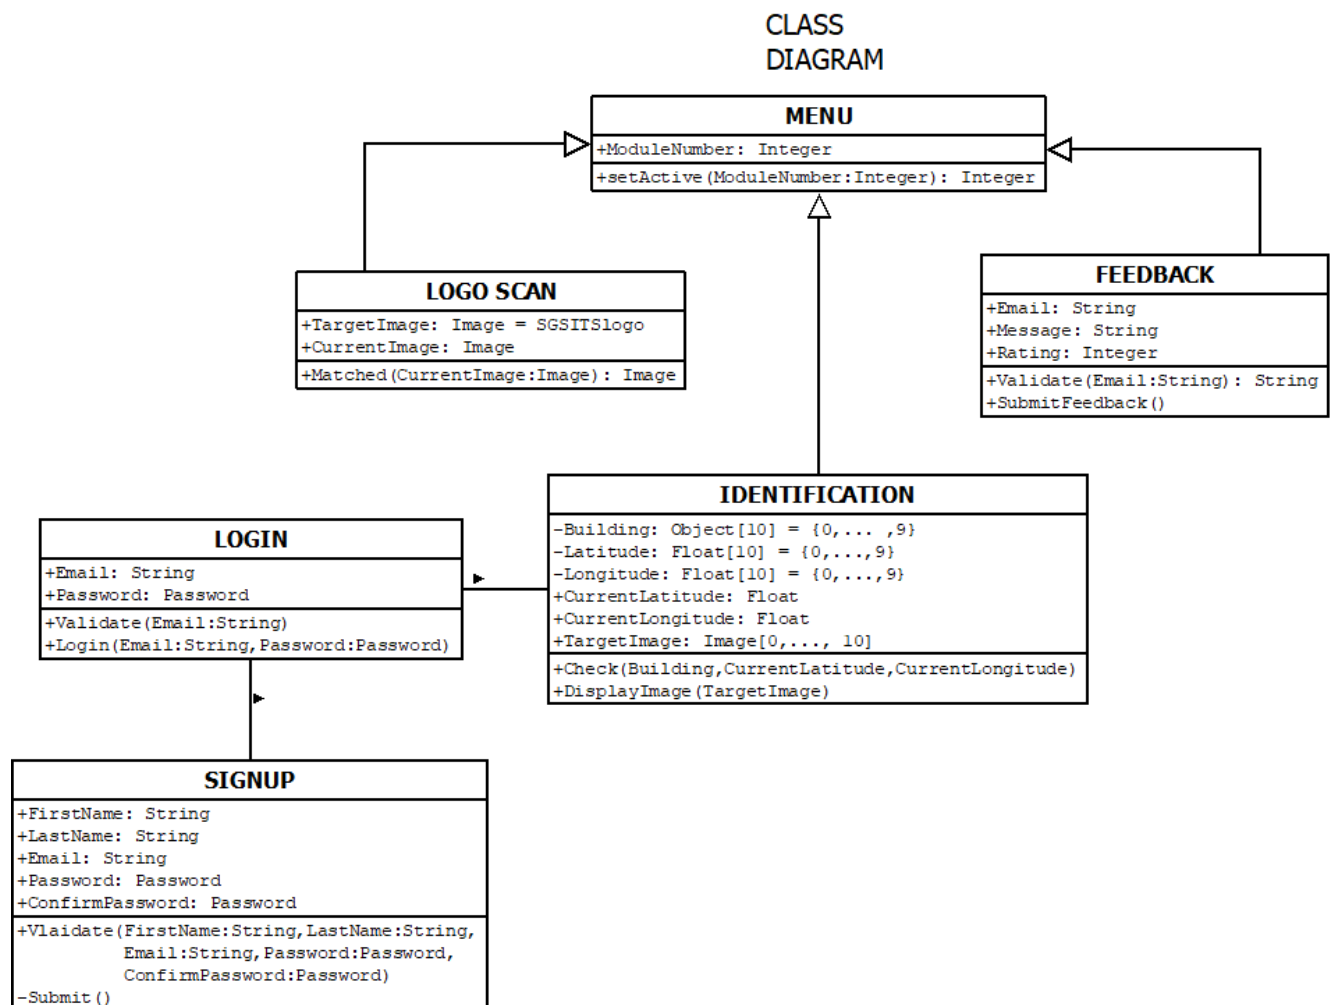 CLASS
DIAGRAM
MENU
+ModuleNumber: Integer
+setActive(ModuleNumber:Integer): Integer
LOGO SCAN
+TargetImage: Image = SGSITSlogo
+CurrentImage: Image
+Matched(CurrentImage:Image): Image
FEEDBACK
+Email: String
+Message: String
+Rating: Integer
+Validate(Email:String): String
+SubmitFeedback()
IDENTIFICATION
-Building: Object[10] = {0,... ,9}
-Latitude: Float[10] = {0,...,9}
-Longitude: Float[10] = {0,...,9}
+CurrentLatitude: Float
+CurrentLongitude: Float
+TargetImage: Image[0,..., 10]
+Check(Building,CurrentLatitude,CurrentLongitude)
+DisplayImage(TargetImage)
LOGIN
+Email: String
+Password: Password
+Validate(Email:String)
+Login(Email:String,Password:Password)
SIGNUP
+FirstName: String
+LastName: String
+Email: String
+Password: Password
+ConfirmPassword: Password
+Vlaidate(FirstName:String,LastName:String,
Email:String,Password:Password,
ConfirmPassword:Password)
-Submit()